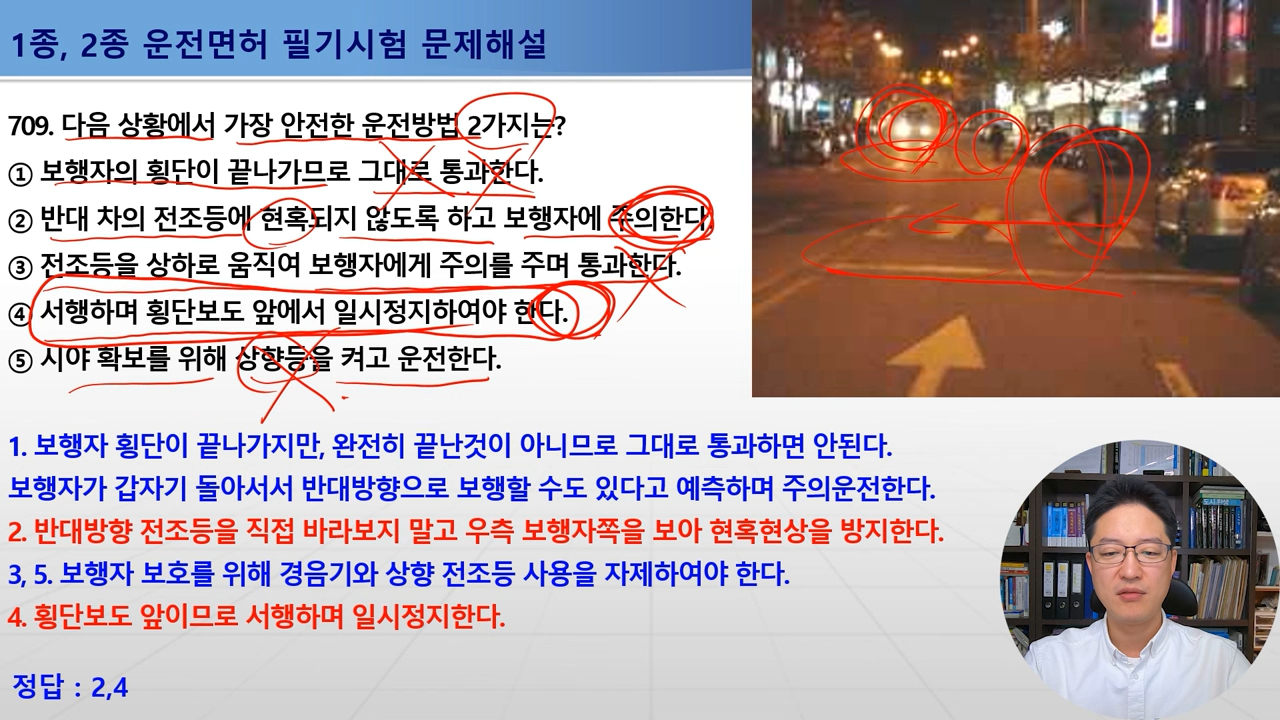 1종, 2종 운전면허 필기시험 문제해설
709. 다음 상황에서 가장 안전한 운전방법 2가지는?
① 보행자의 횡단이 끝나가므로 그대로 통과한다.
② 반대 차의 전조등에 현혹되지 않도록 하고 보행자에 주의한다.
③ 전조등을 상하로 움직여 보행자에게 주의를 주며 통과한다.
④ 서행하며 횡단보도 앞에서 일시정지하여야 한다.
⑤ 시야 확보를 위해 상향등을 켜고 운전한다.
1. 보행자 횡단이 끝나가지만, 완전히 끝난것이 아니므로 그대로 통과하면 안된다.
보행자가 갑자기 돌아서서 반대방향으로 보행할 수도 있다고 예측하며 주의운전한다.
2. 반대방향 전조등을 직접 바라보지 말고 우측 보행자쪽을 보아 현혹현상을 방지한다.
3, 5. 보행자 보호를 위해 경음기와 상향 전조등 사용을 자제하여야 한다.
4. 횡단보도 앞이므로 서행하며 일시정지한다.
정답 : 2,4